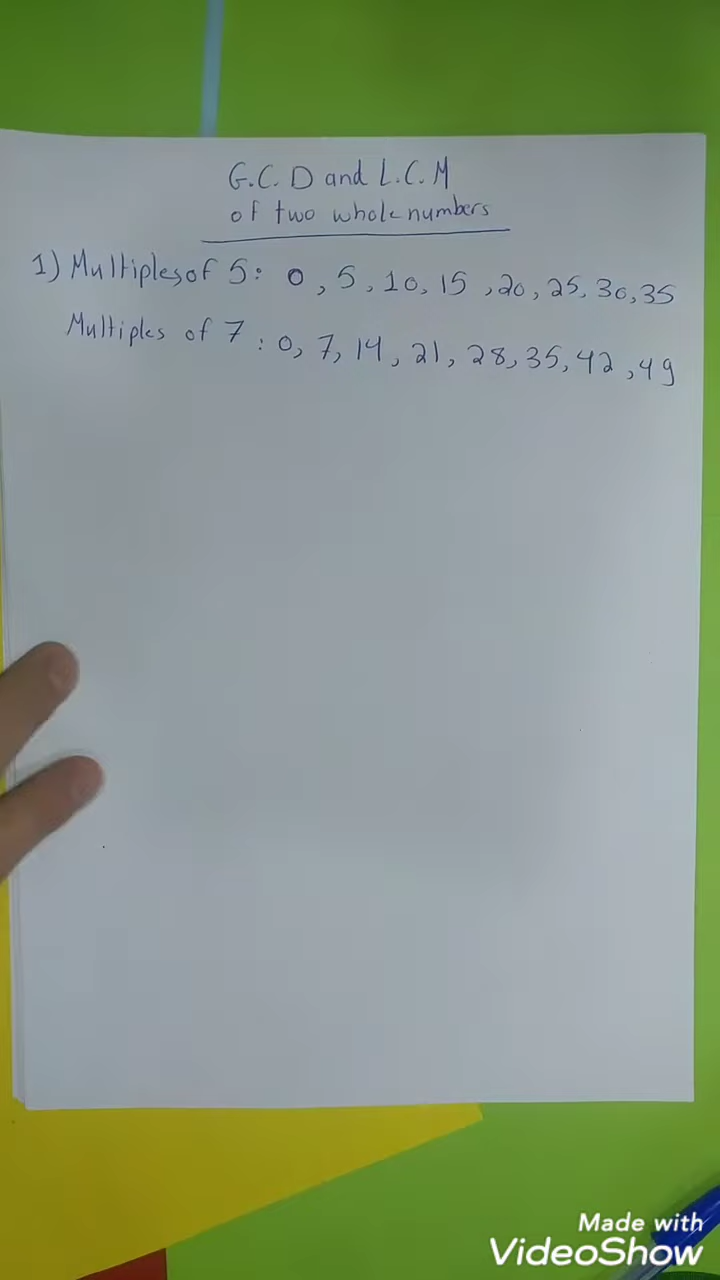 G.C.D and L.C.M
of two whole numbers
1) Multiples of 5: 0, 5, 10, 15, 20, 25, 30, 35
Multiples of 7: 0, 7, 14, 21, 28, 35, 42, 49
Made with
VideoShow